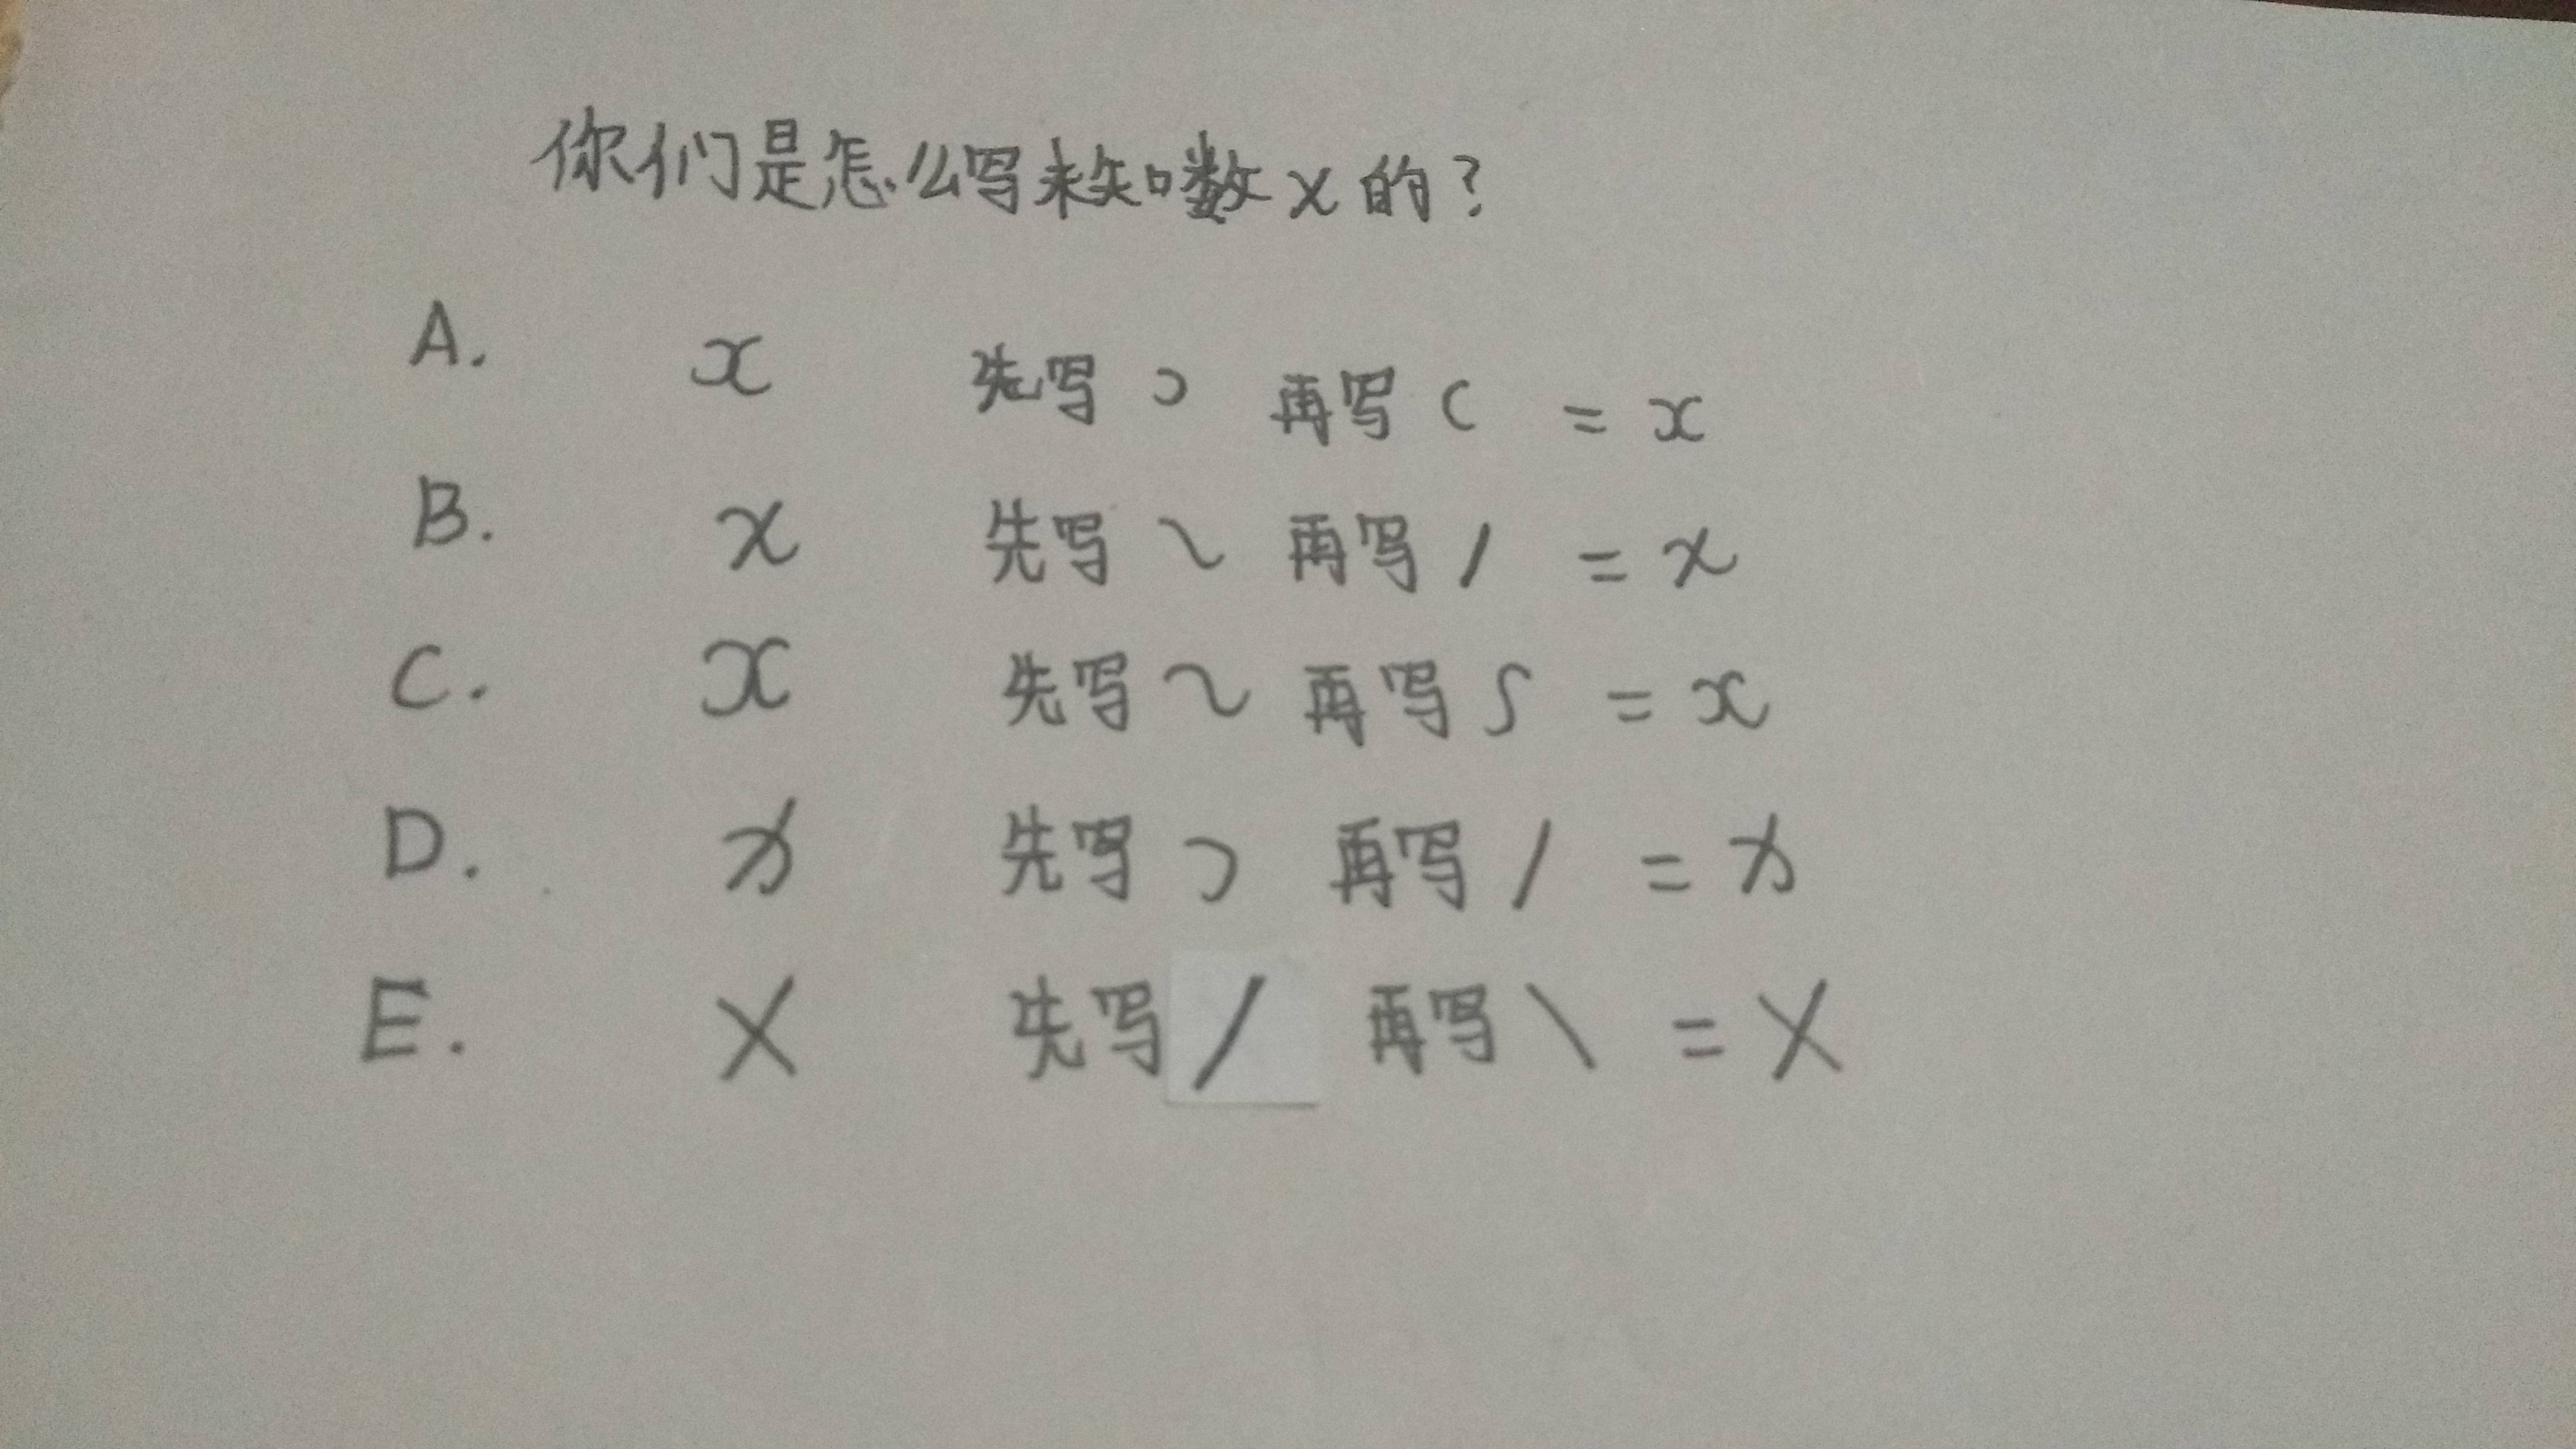 你们是怎么写未知数x的?
A. x 先写 ɔ 再写 c = x
B. x 先写 ~ 再写 / = x
C. x 先写 ~ 再写 ʃ = x
D. x 先写 ɔ 再写 / = x
E. X 先写 / 再写 \ = X